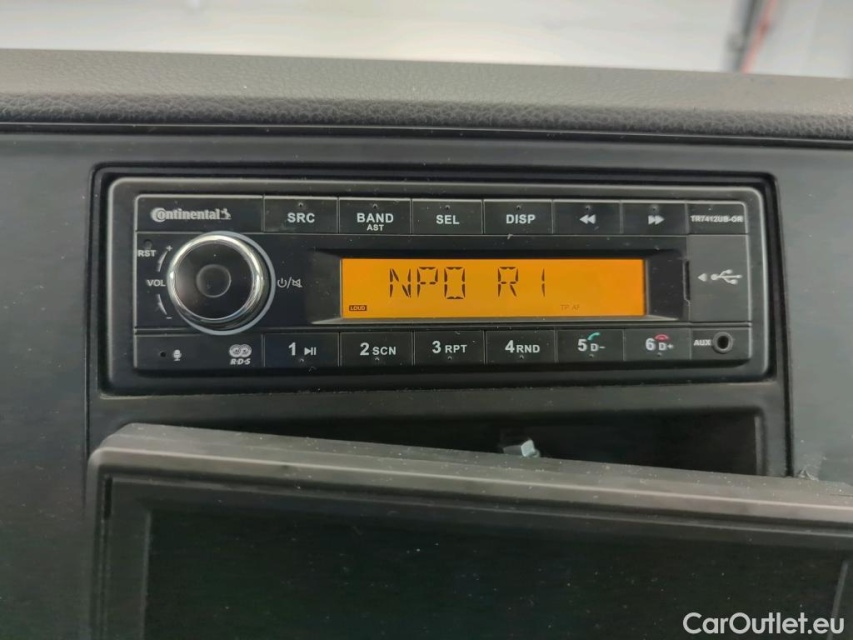 Continental SRC BAND SEL DISP TR7412UB-OR
AST
RST
VOL
NPO R1
LOUD TP AF
RDS 1 2 SCN 3 RPT 4 RND 5 D- 6 D+ AUX
CarOutlet.eu